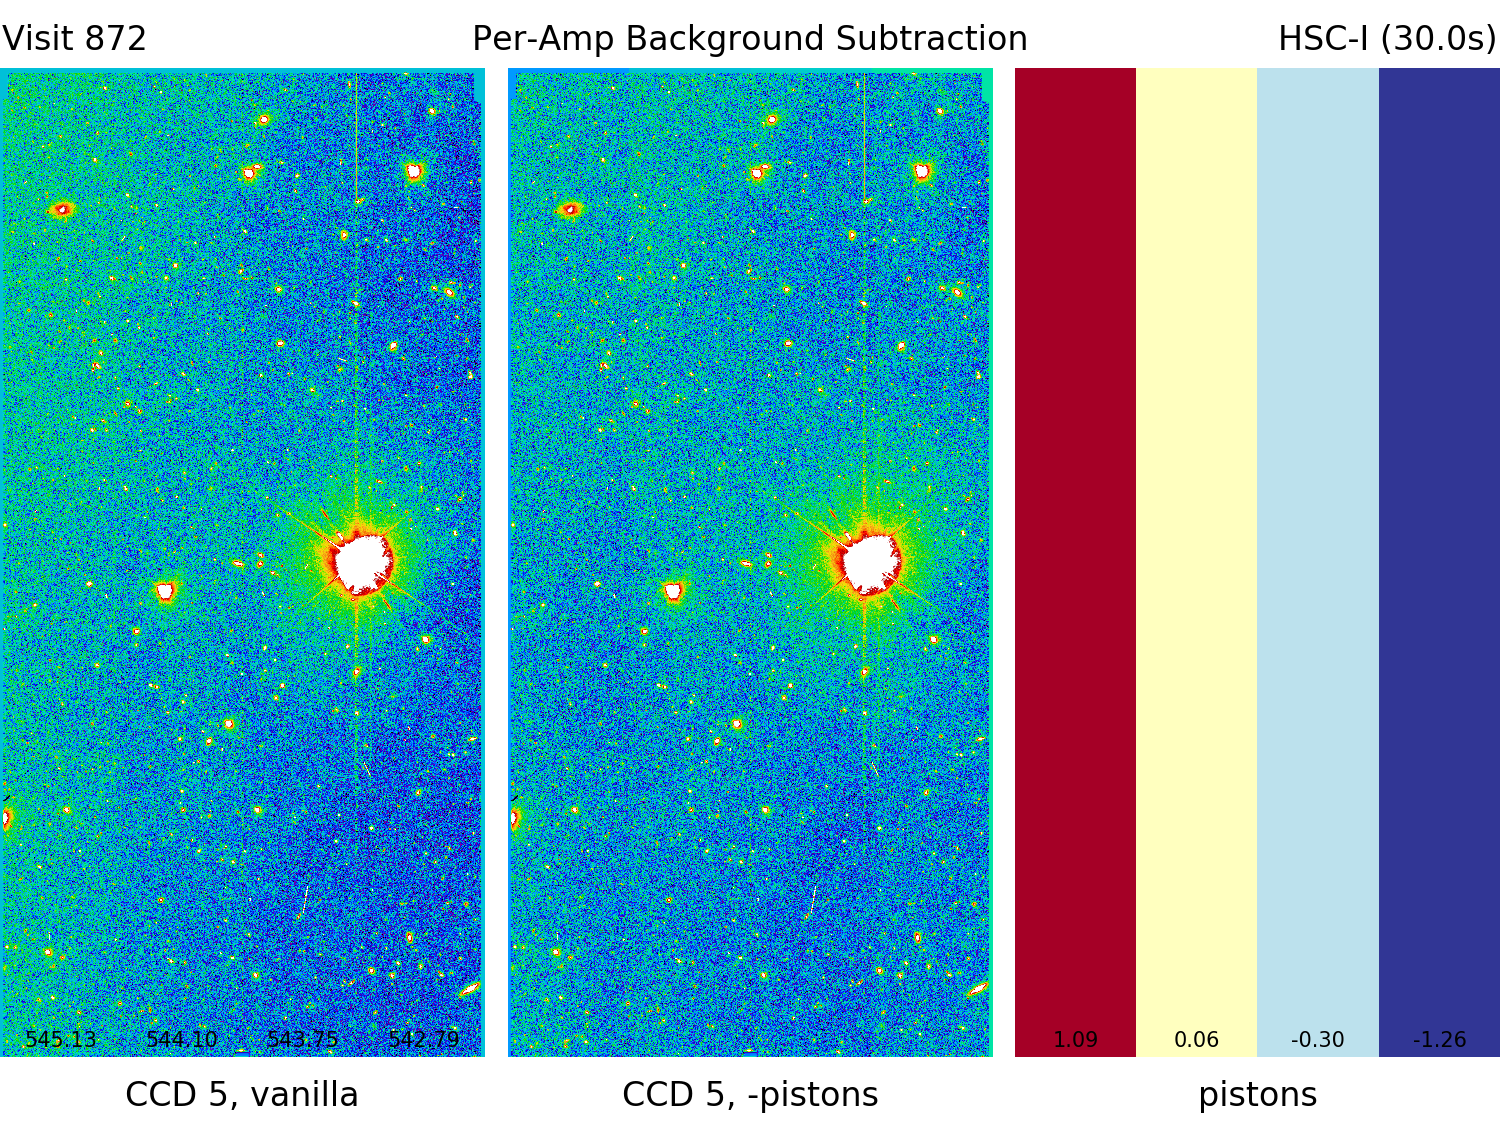 Visit 872 Per-Amp Background Subtraction HSC-I (30.0s)
545.13 544.10 543.75 542.79 1.09 0.06 -0.30 -1.26
CCD 5, vanilla CCD 5, -pistons pistons